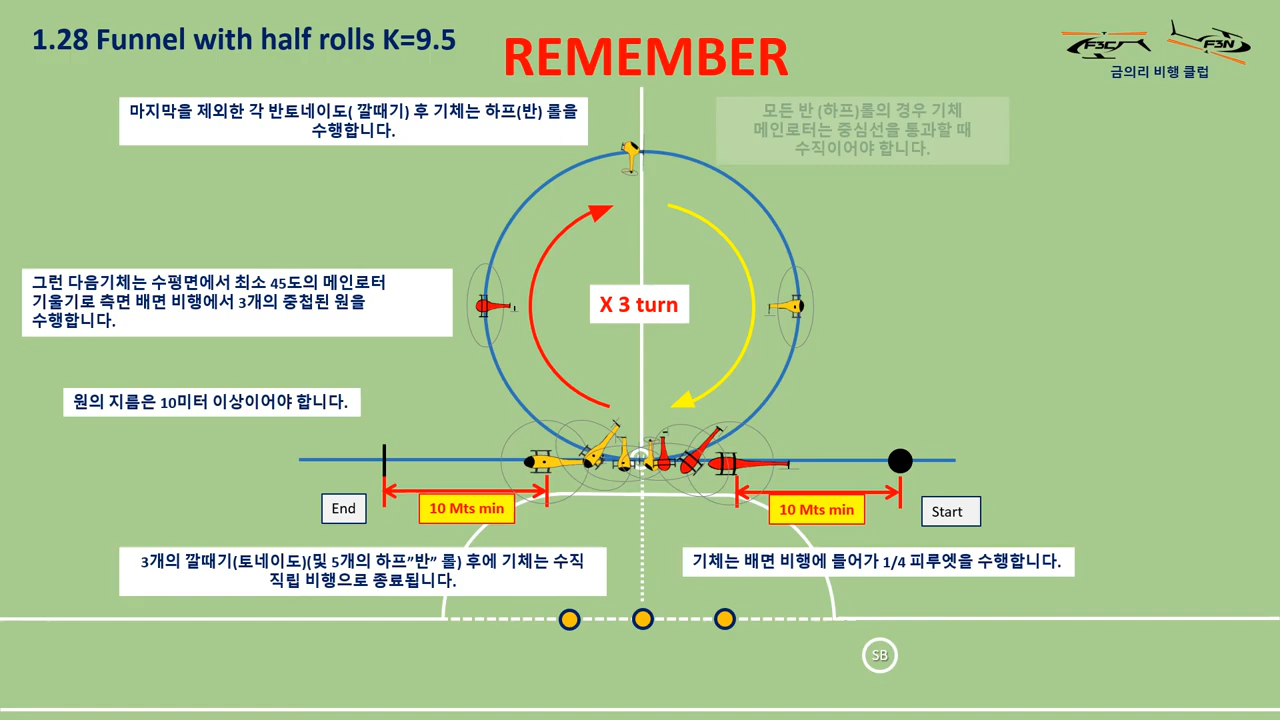 1.28 Funnel with half rolls K=9.5
REMEMBER
F3C
F3N
금의리 비행 클럽
마지막을 제외한 각 반토네이도( 깔때기) 후 기체는 하프(반) 롤을
수행합니다.
모든 반 (하프)롤의 경우 기체
메인로터는 중심선을 통과할 때
수직이어야 합니다.
그런 다음기체는 수평면에서 최소 45도의 메인로터
기울기로 측면 배면 비행에서 3개의 중첩된 원을
수행합니다.
X 3 turn
원의 지름은 10미터 이상이어야 합니다.
End
10 Mts min
10 Mts min
Start
3개의 깔때기(토네이도)(및 5개의 하프”반” 롤) 후에 기체는 수직
직립 비행으로 종료됩니다.
기체는 배면 비행에 들어가 1/4 피루엣을 수행합니다.
SB